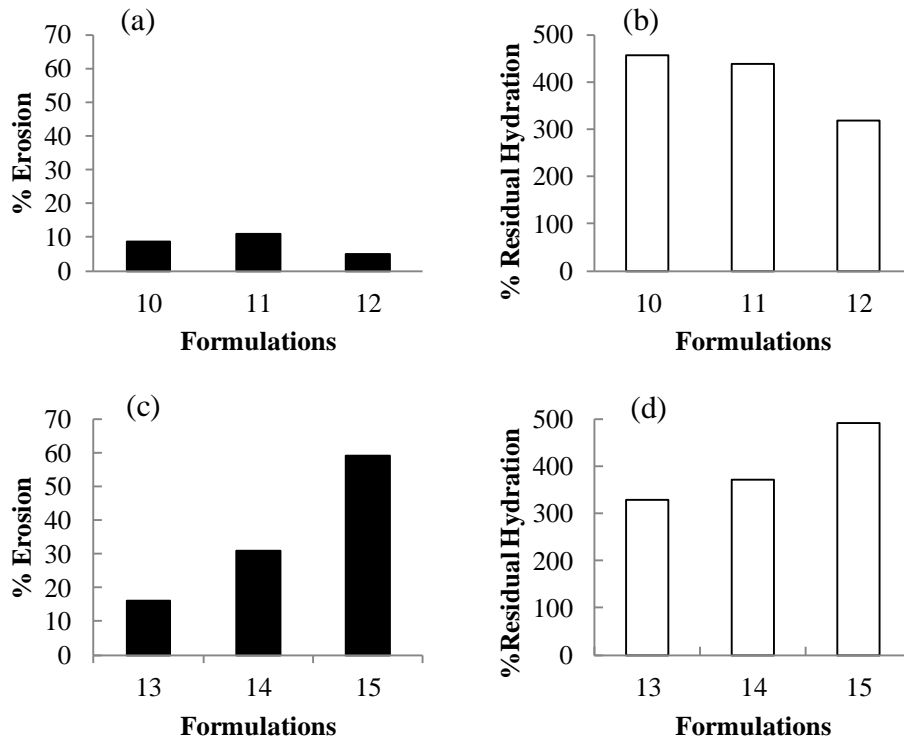 (a)
% Erosion
70
60
50
40
30
20
10
0
10 11 12
Formulations
(b)
% Residual Hydration
500
400
300
200
100
0
10 11 12
Formulations
(c)
% Erosion
70
60
50
40
30
20
10
0
13 14 15
Formulations
(d)
%Residual Hydration
500
400
300
200
100
0
13 14 15
Formulations